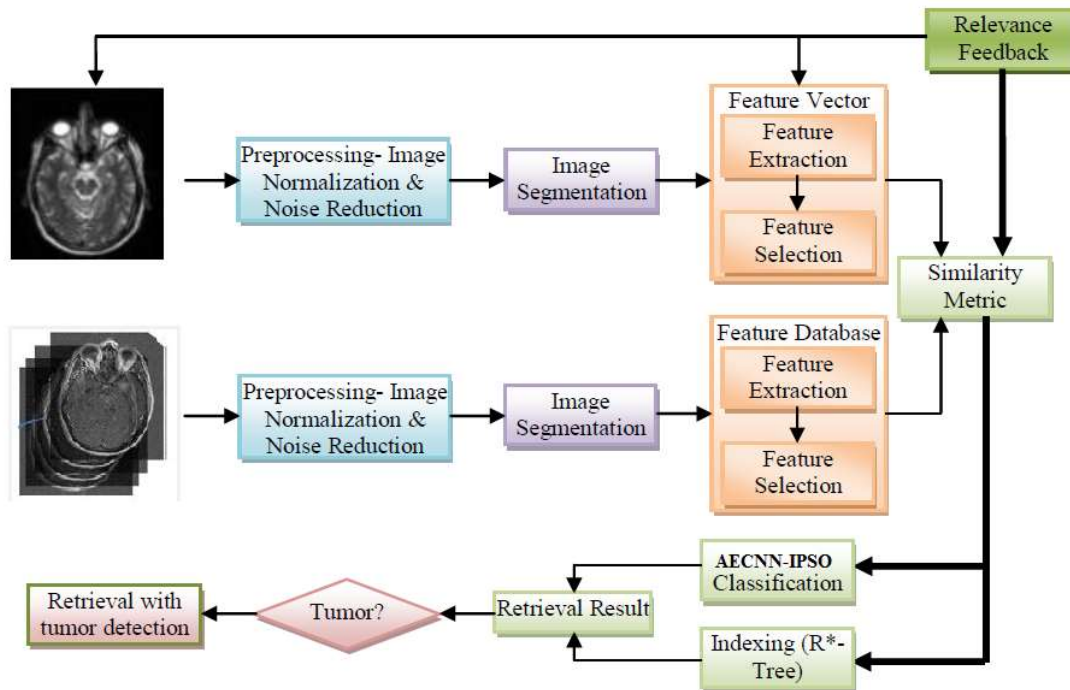 Relevance
Feedback
Feature Vector
Feature
Extraction
Preprocessing- Image
Normalization &
Noise Reduction
Image
Segmentation
Feature
Selection
Similarity
Metric
Feature Database
Feature
Extraction
Preprocessing- Image
Normalization &
Noise Reduction
Image
Segmentation
Feature
Selection
AECNN-IPSO
Classification
Retrieval with
tumor detection
Tumor?
Retrieval Result
Indexing (R*-
Tree)